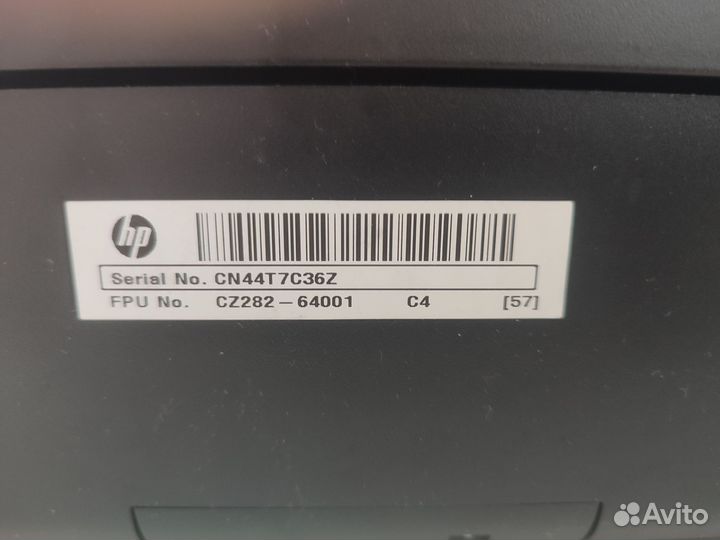 hp
Serial No. CN44T7C36Z
FPU No. CZ282-64001 C4 [57]
Avito